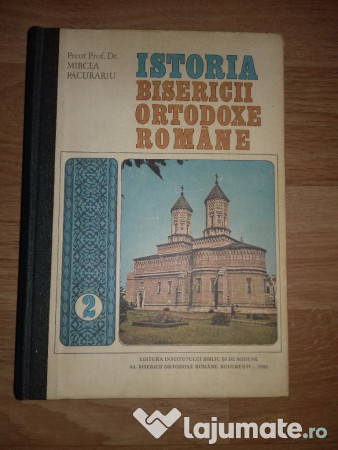 Preot Prof. Dr.
MIRCEA
PĂCURARIU
ISTORIA
BISERICII
ORTODOXE
ROMÂNE
2
EDITURA INSTITUTULUI BIBLIC ȘI DE MISIUNE
AL BISERICII ORTODOXE ROMÂNE, BUCUREȘTI —
lajumate.ro